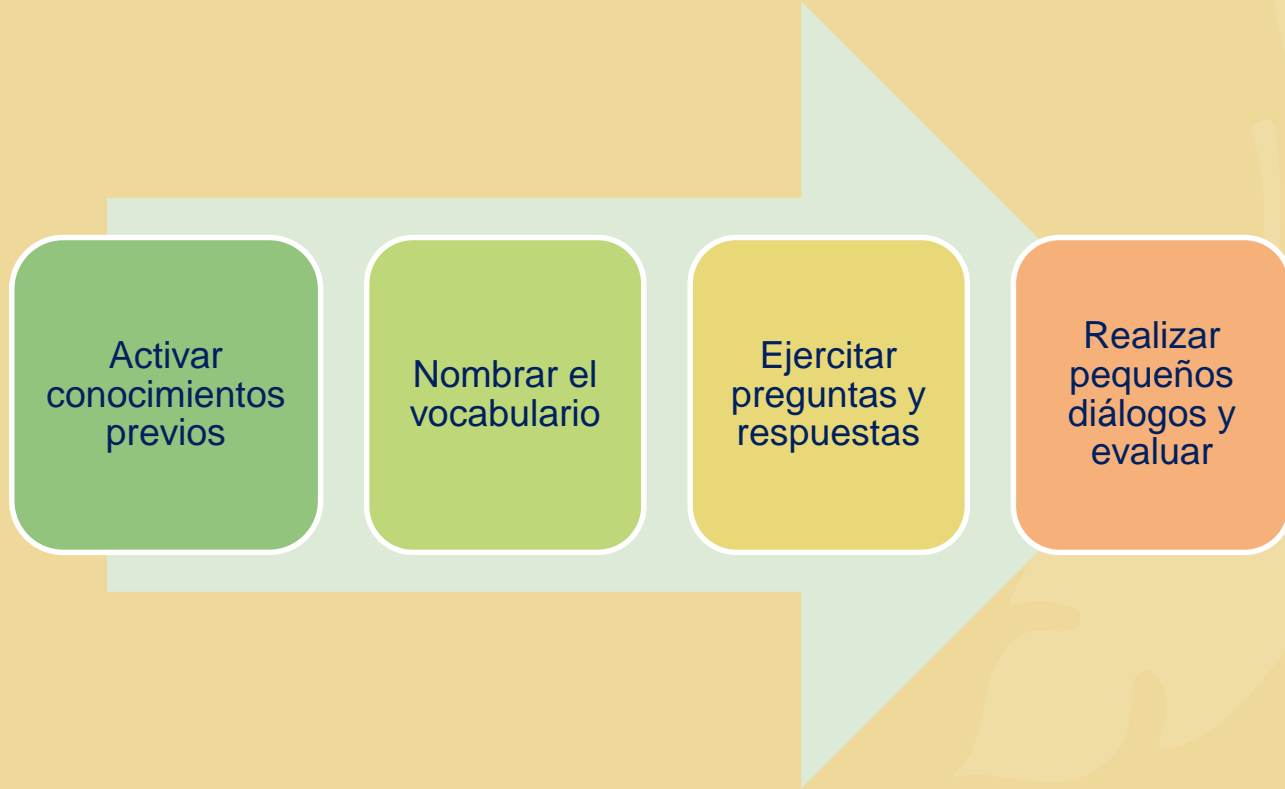 Activar
conocimientos
previos
Nombrar el
vocabulario
Ejercitar
preguntas y
respuestas
Realizar
pequeños
diálogos y
evaluar